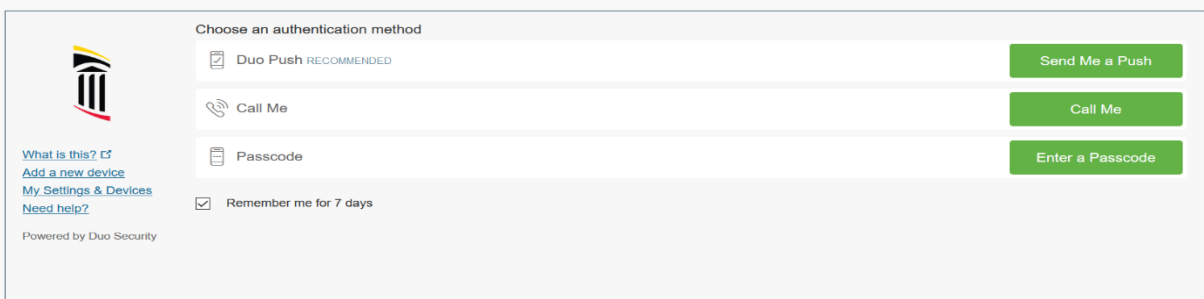 Choose an authentication method
Duo Push RECOMMENDED
Send Me a Push
Call Me
Call Me
Passcode
Enter a Passcode
Remember me for 7 days
What is this?
Add a new device
My Settings & Devices
Need help?
Powered by Duo Security